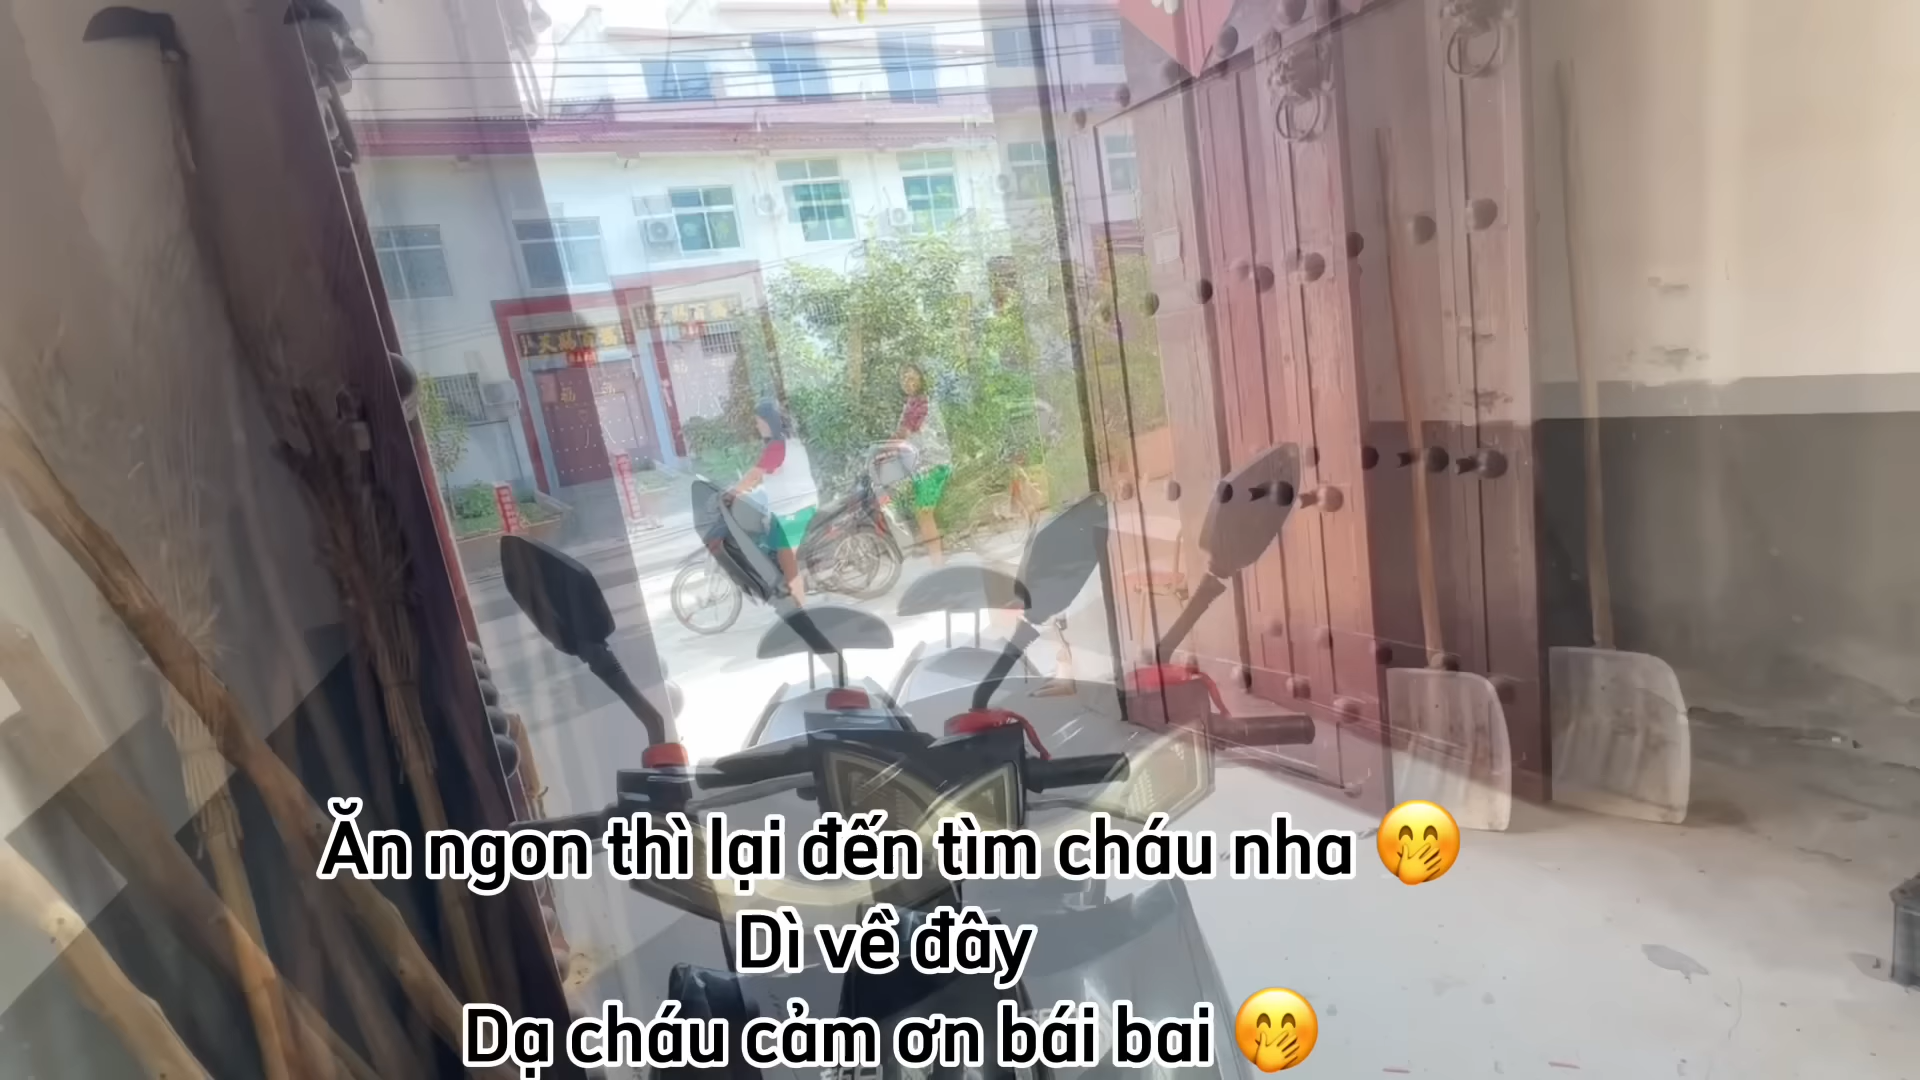 Ăn ngon thì lại đến tìm cháu nha 🤭
Dì về đây
Dạ cháu cảm ơn bái bai 🤭